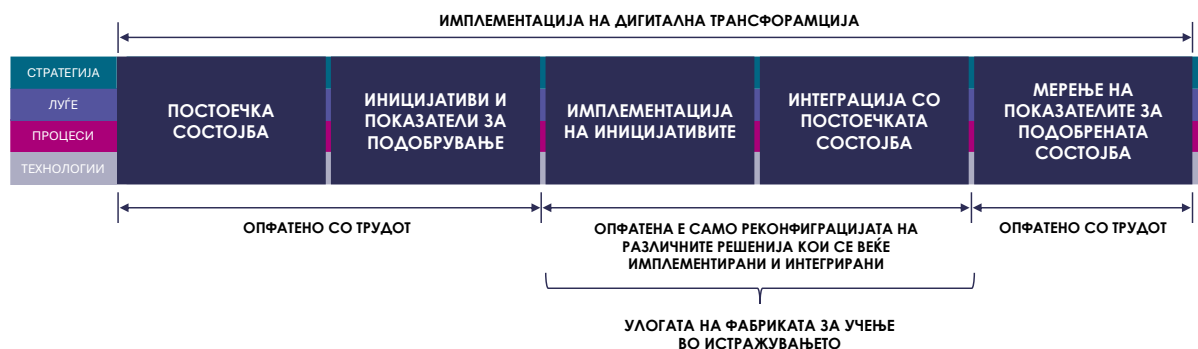 ИМПЛЕМЕНТАЦИЈА НА ДИГИТАЛНА ТРАНСФОРАМЦИЈА
СТРАТЕГИЈА
ЛУЃЕ
ПРОЦЕСИ
ТЕХНОЛОГИИ
ПОСТОЕЧКА
СОСТОЈБА
ИНИЦИЈАТИВИ И
ПОКАЗАТЕЛИ ЗА
ПОДОБРУВАЊЕ
ИМПЛЕМЕНТАЦИЈА
НА ИНИЦИЈАТИВИТЕ
ИНТЕГРАЦИЈА СО
ПОСТОЕЧКАТА
СОСТОЈБА
МЕРЕЊЕ НА
ПОКАЗАТЕЛИТЕ ЗА
ПОДОБРЕНАТА
СОСТОЈБА
ОПФАТЕНО СО ТРУДОТ
ОПФАТЕНА Е САМО РЕКОНФИГРАЦИЈАТА НА
РАЗЛИЧНИТЕ РЕШЕНИЈА КОИ СЕ ВЕЌЕ
ИМПЛЕМЕНТИРАНИ И ИНТЕГРИРАНИ
ОПФАТЕНО СО ТРУДОТ
УЛОГАТА НА ФАБРИКАТА ЗА УЧЕЊЕ
ВО ИСТРАЖУВАЊЕТО